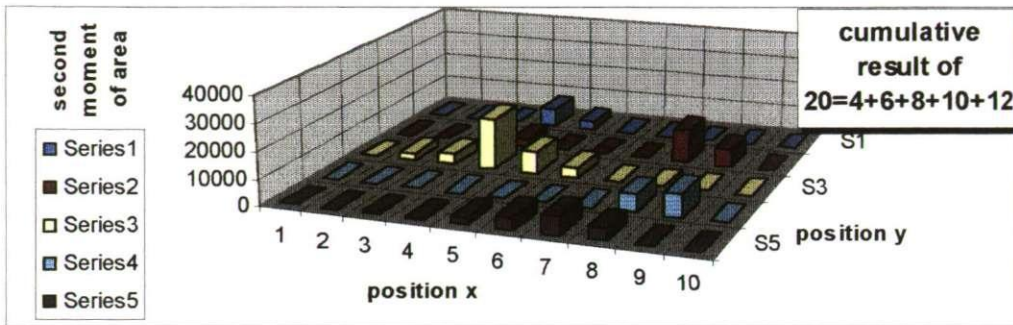 second
moment
of area
40000
30000
20000
10000
0
Series1
Series2
Series3
Series4
Series5
1 2 3 4 5 6 7 8 9 10
position x
S1
S3
S5
position y
cumulative
result of
20=4+6+8+10+12